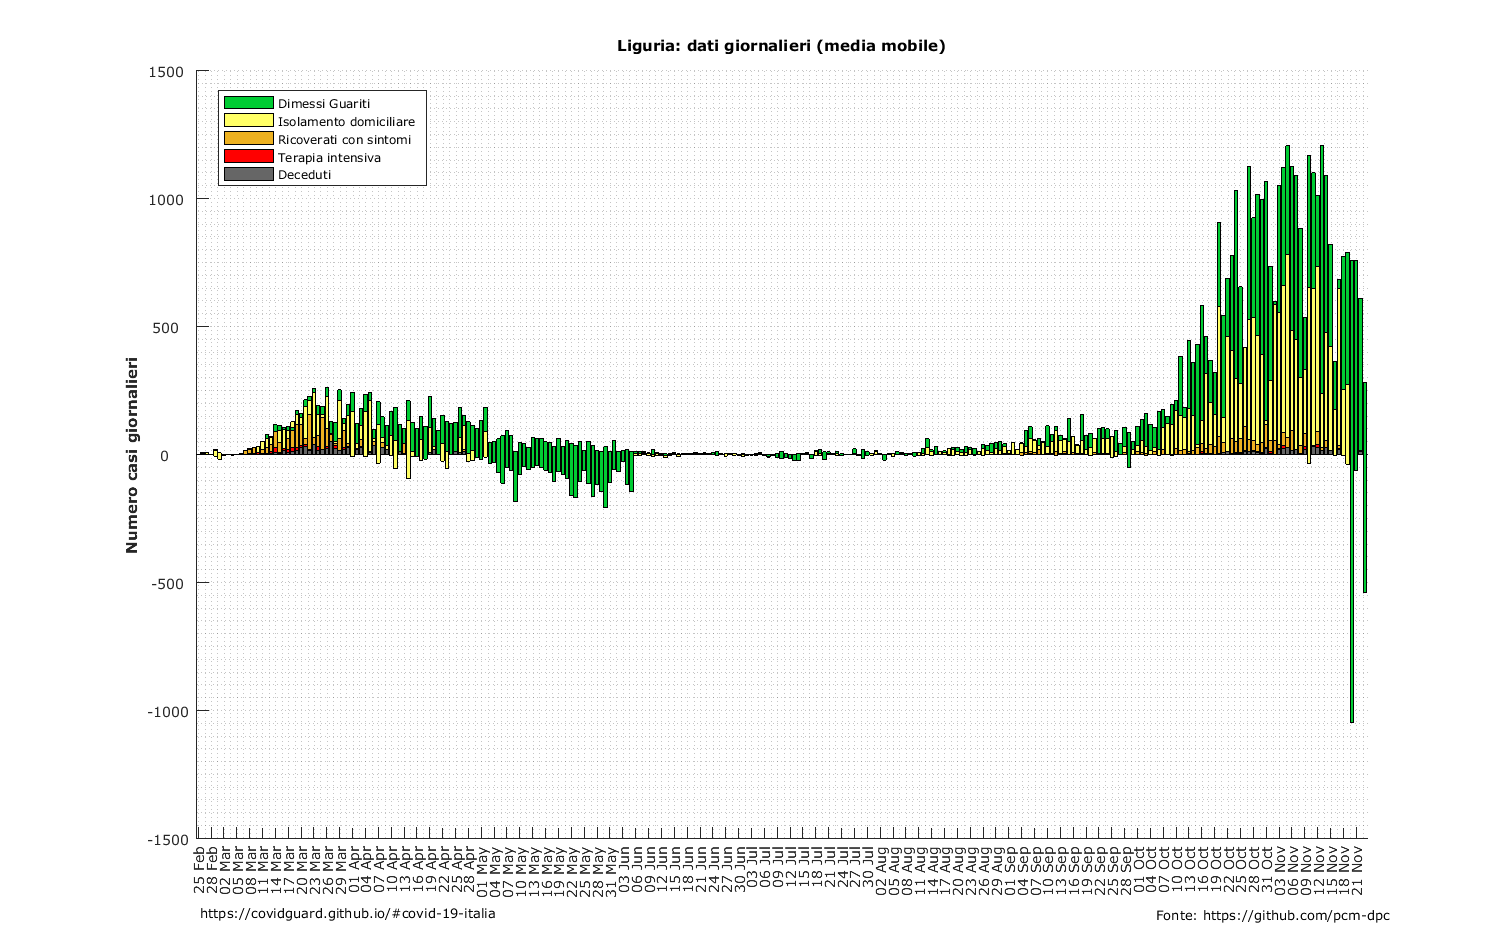 Liguria: dati giornalieri (media mobile)
1500
1000
500
0
-500
-1000
-1500
Numero casi giornalieri
Dimessi Guariti
Isolamento domiciliare
Ricoverati con sintomi
Terapia intensiva
Deceduti
25 Feb
28 Feb
02 Mar
05 Mar
08 Mar
11 Mar
14 Mar
17 Mar
20 Mar
23 Mar
26 Mar
29 Mar
01 Apr
04 Apr
07 Apr
10 Apr
13 Apr
16 Apr
19 Apr
22 Apr
25 Apr
28 Apr
01 May
04 May
07 May
10 May
13 May
16 May
19 May
22 May
25 May
28 May
31 May
03 Jun
06 Jun
09 Jun
12 Jun
15 Jun
18 Jun
21 Jun
24 Jun
27 Jun
30 Jun
03 Jul
06 Jul
09 Jul
12 Jul
15 Jul
18 Jul
21 Jul
24 Jul
27 Jul
30 Jul
02 Aug
05 Aug
08 Aug
11 Aug
14 Aug
17 Aug
20 Aug
23 Aug
26 Aug
29 Aug
01 Sep
04 Sep
07 Sep
10 Sep
13 Sep
16 Sep
19 Sep
22 Sep
25 Sep
28 Sep
01 Oct
04 Oct
07 Oct
10 Oct
13 Oct
16 Oct
19 Oct
22 Oct
25 Oct
28 Oct
31 Oct
03 Nov
06 Nov
09 Nov
12 Nov
15 Nov
18 Nov
21 Nov
https://covidguard.github.io/#covid-19-italia
Fonte: https://github.com/pcm-dpc